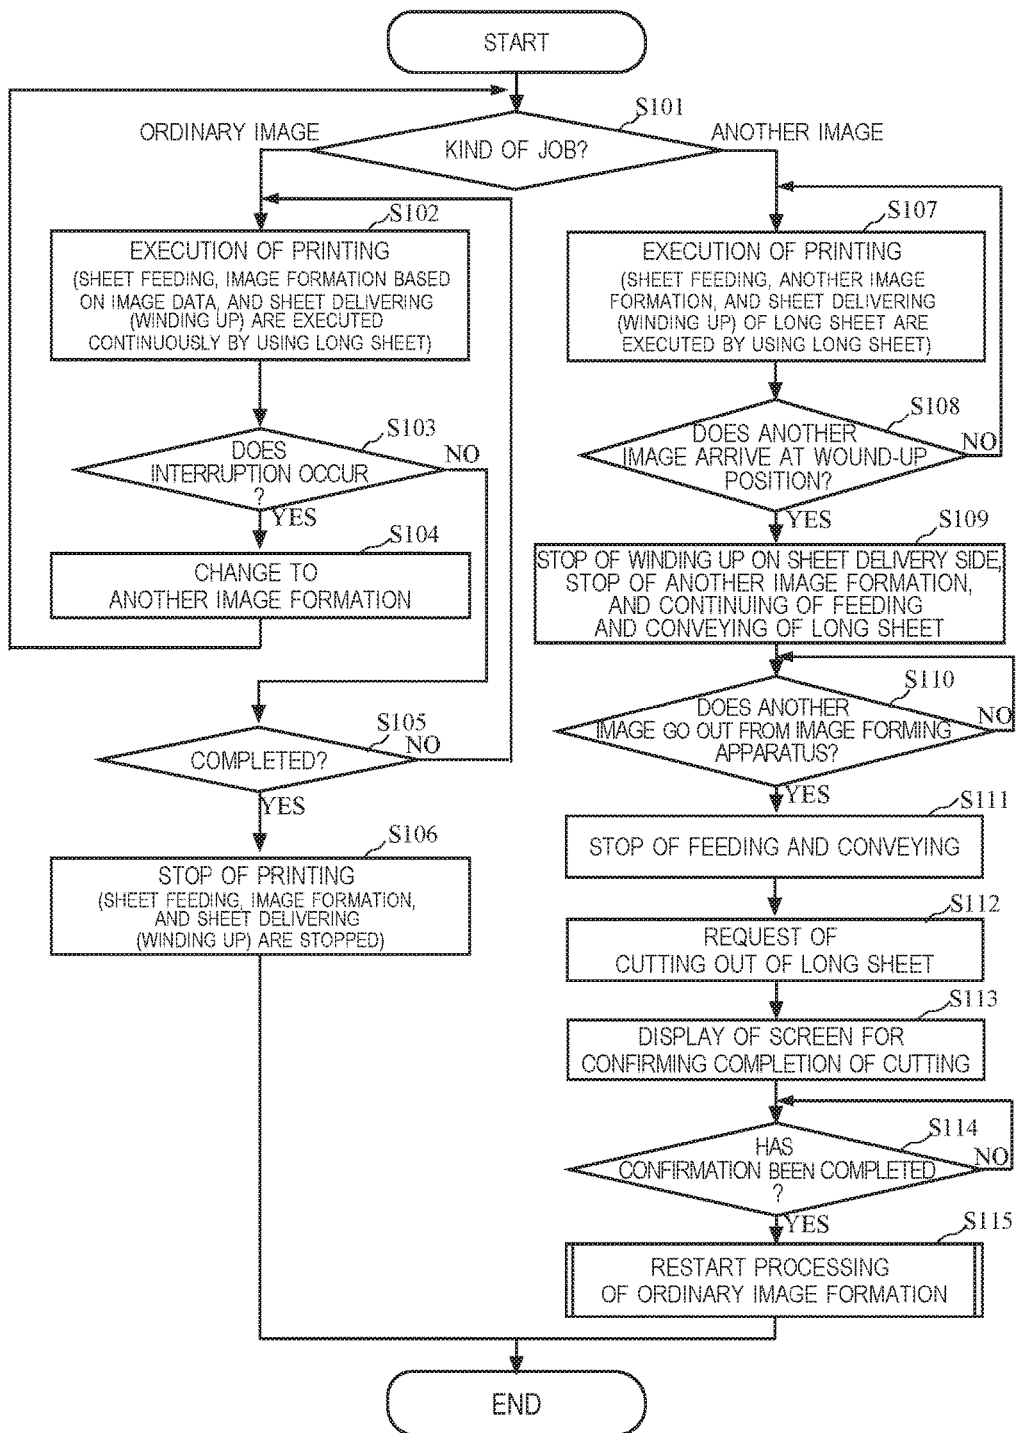 START
S101
ORDINARY IMAGE
KIND OF JOB?
ANOTHER IMAGE
S102
EXECUTION OF PRINTING
(SHEET FEEDING, IMAGE FORMATION BASED
ON IMAGE DATA, AND SHEET DELIVERING
(WINDING UP) ARE EXECUTED
CONTINUOUSLY BY USING LONG SHEET)
S103
DOES
INTERRUPTION OCCUR
?
NO
YES
S104
CHANGE TO
ANOTHER IMAGE FORMATION
S105
COMPLETED?
NO
YES
S106
STOP OF PRINTING
(SHEET FEEDING, IMAGE FORMATION,
AND SHEET DELIVERING
(WINDING UP) ARE STOPPED)
S107
EXECUTION OF PRINTING
(SHEET FEEDING, ANOTHER IMAGE
FORMATION, AND SHEET DELIVERING
(WINDING UP) OF LONG SHEET ARE
EXECUTED BY USING LONG SHEET)
S108
DOES ANOTHER
IMAGE ARRIVE AT WOUND-UP
POSITION?
NO
YES
S109
STOP OF WINDING UP ON SHEET DELIVERY SIDE,
STOP OF ANOTHER IMAGE FORMATION,
AND CONTINUING OF FEEDING
AND CONVEYING OF LONG SHEET
S110
DOES ANOTHER
IMAGE GO OUT FROM IMAGE FORMING
APPARATUS?
NO
YES
S111
STOP OF FEEDING AND CONVEYING
S112
REQUEST OF
CUTTING OUT OF LONG SHEET
S113
DISPLAY OF SCREEN FOR
CONFIRMING COMPLETION OF CUTTING
S114
HAS
CONFIRMATION BEEN COMPLETED
?
NO
YES
S115
RESTART PROCESSING
OF ORDINARY IMAGE FORMATION
END